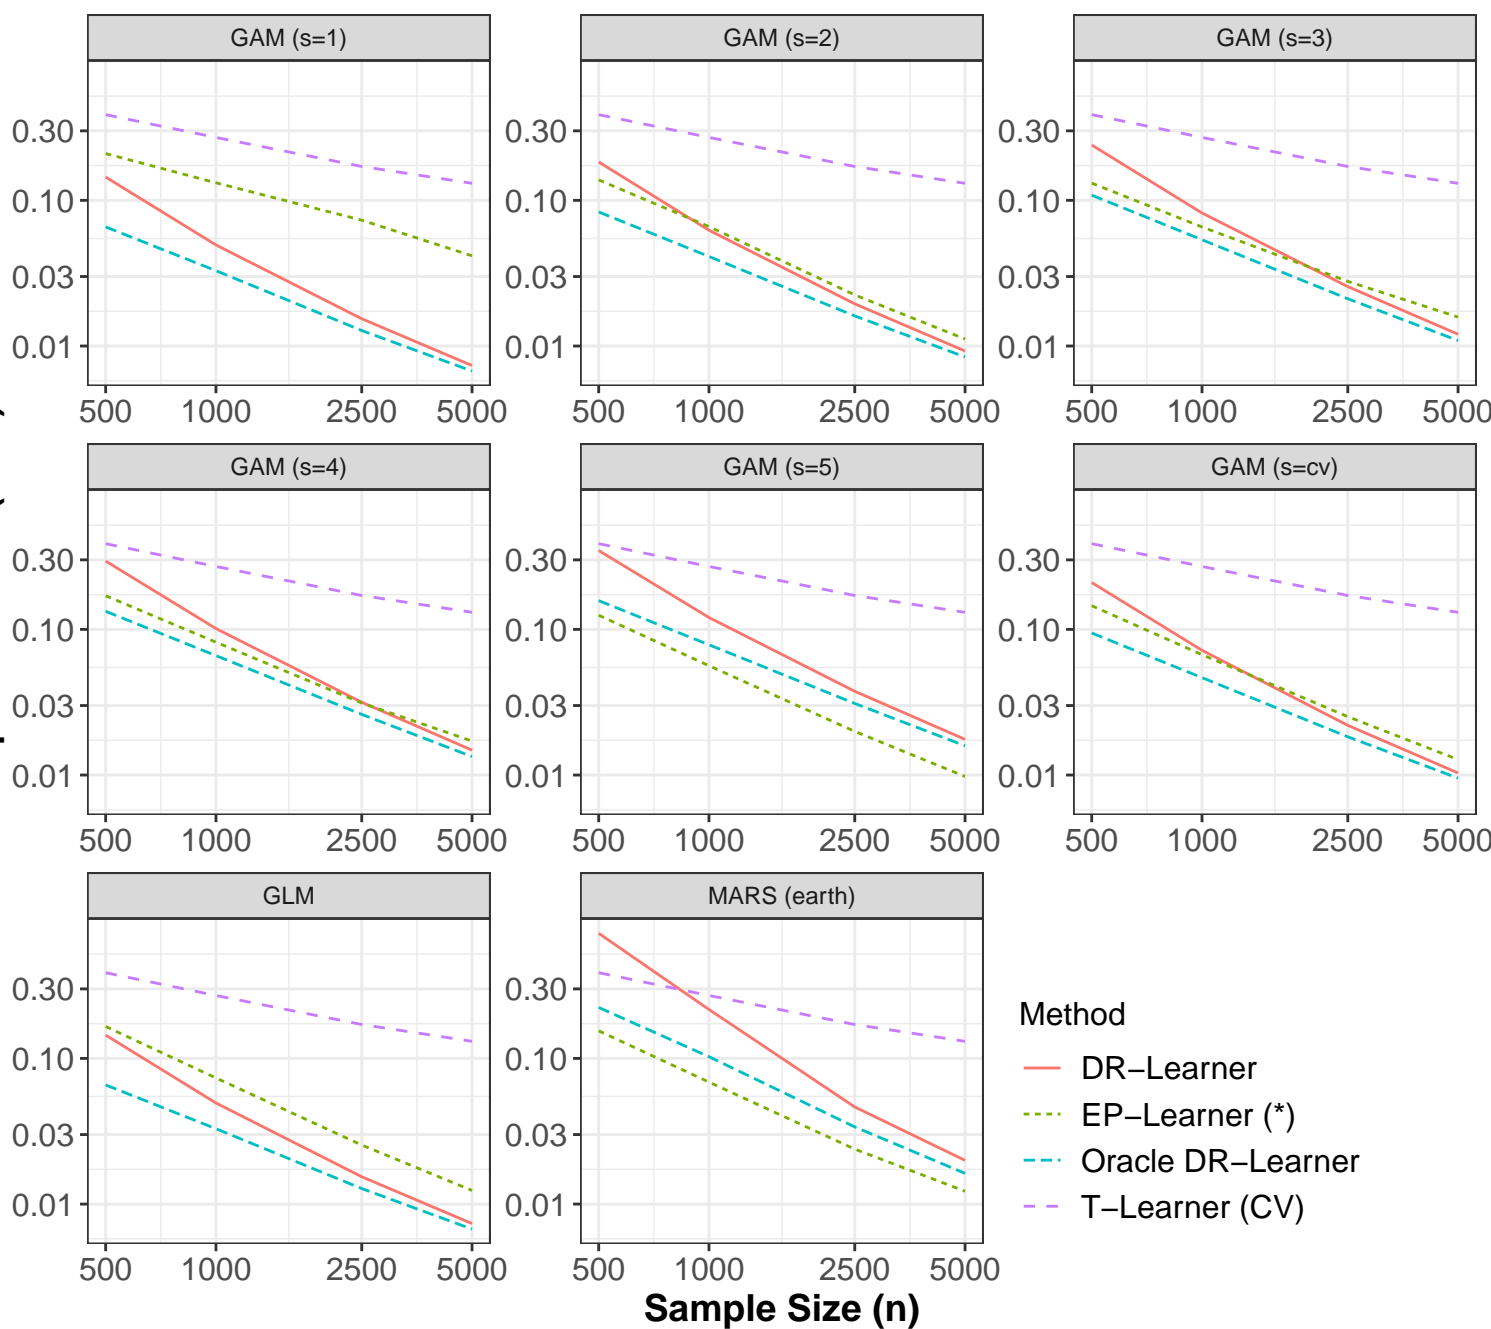 GAM (s=1) GAM (s=2) GAM (s=3)
0.30 0.30 0.30
0.10 0.10 0.10
0.03 0.03 0.03
0.01 0.01 0.01
500 1000 2500 5000 500 1000 2500 5000 500 1000 2500 5000
GAM (s=4) GAM (s=5) GAM (s=cv)
0.30 0.30 0.30
0.10 0.10 0.10
0.03 0.03 0.03
0.01 0.01 0.01
500 1000 2500 5000 500 1000 2500 5000 500 1000 2500 5000
GLM MARS (earth)
0.30 0.30
0.10 0.10
0.03 0.03
0.01 0.01
500 1000 2500 5000 500 1000 2500 5000
Sample Size (n)
Method
DR−Learner
EP−Learner (*)
Oracle DR−Learner
T−Learner (CV)